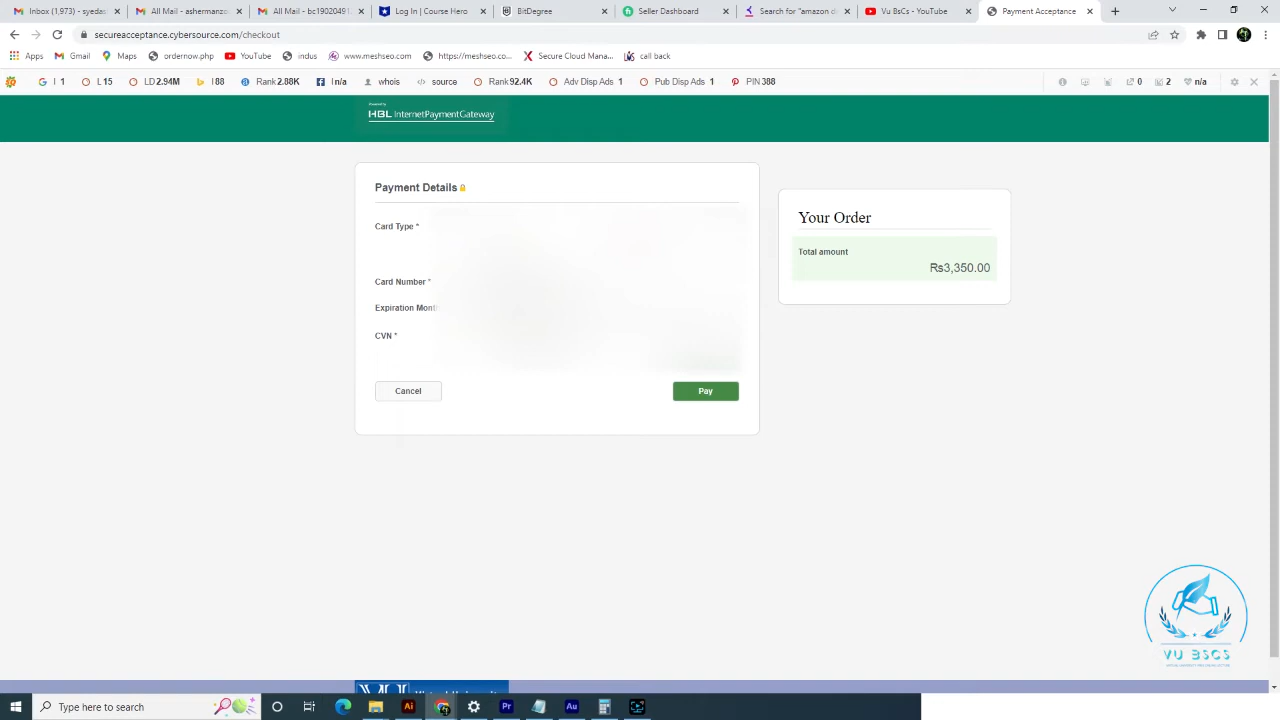 Inbox (1,973) - syedas
All Mail - ashermanzo
All Mail - bc19020491
Log In | Course Hero
BitDegree
Seller Dashboard
Search for "amazon d
Vu BsCs - YouTube
Payment Acceptance
secureacceptance.cybersource.com/checkout
Apps
Gmail
Maps
ordernow.php
YouTube
indus
www.meshseo.co...
https://meshseo.co...
Secure Cloud Mana...
call back
I 1
L 15
LD 2.94M
I 88
Rank 2.88K
I n/a
whois
source
Rank 92.4K
Adv Disp Ads 1
Pub Disp Ads 1
PIN 388
0
2
n/a
Powered by
HBL InternetPaymentGateway
Payment Details
Card Type *
Card Number *
Expiration Mont
CVN *
Cancel
Pay
Your Order
Total amount
Rs3,350.00
VU BSCS
Type here to search